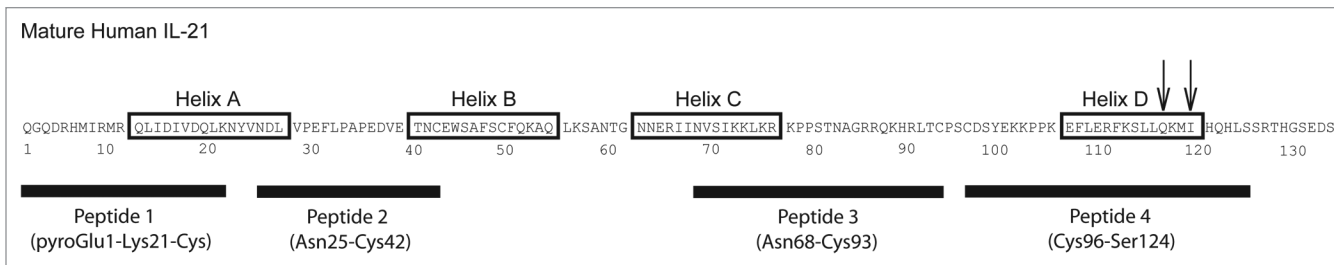 Mature Human IL-21
Helix A Helix B Helix C Helix D
QGQDRHMIRMR QLIDIVDQLKNYVNDL VPEFLPAPEDVE TNCEWSAFSCFQKAQ LKSANTG NNERIINVSIKKLKR KPPSTNAGRRQKHRLTCPSCDSYEKKPPK EFLERFKSLLQKMI HQHLSSRTHGSEDS
1 10 20 30 40 50 60 70 80 90 100 110 120 130
Peptide 1 Peptide 2 Peptide 3 Peptide 4
(pyroGlu1-Lys21-Cys) (Asn25-Cys42) (Asn68-Cys93) (Cys96-Ser124)